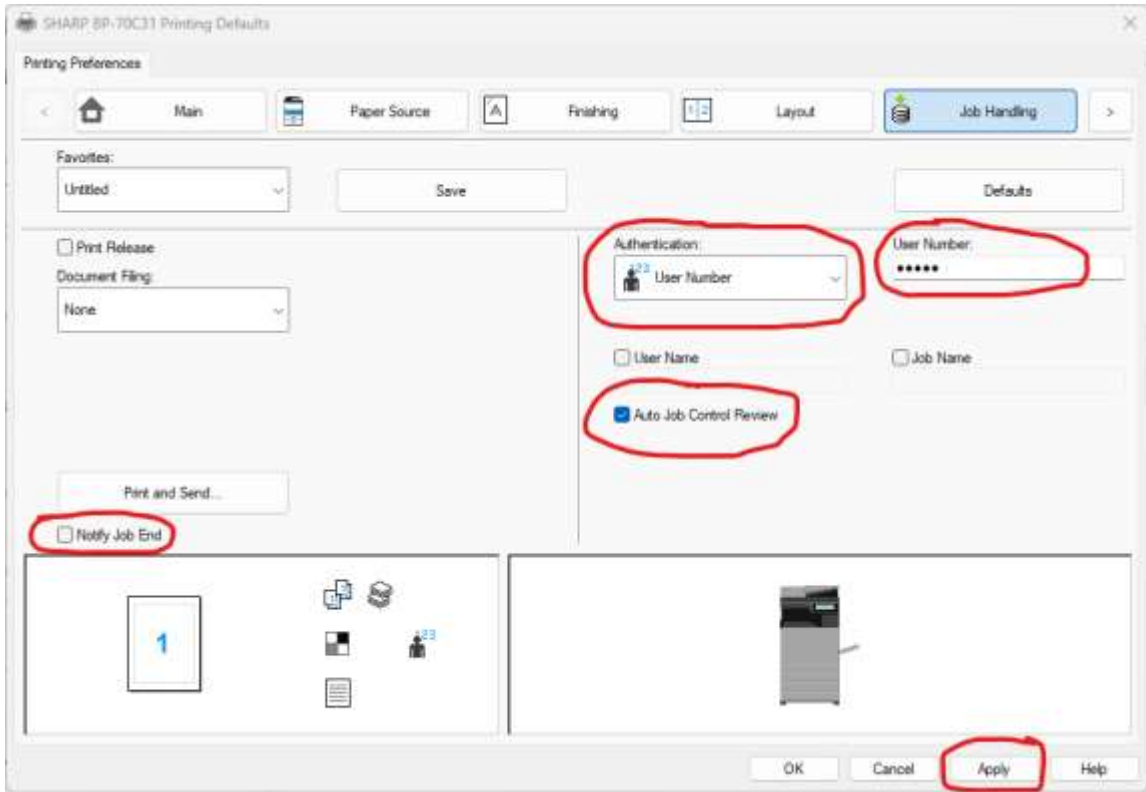 SHARP BP-70C31 Printing Defaults
Printing Preferences
Main
Paper Source
Finishing
Layout
Job Handling
Favorites:
Untitled
Save
Defaults
Print Release
Authentication:
User Number:
User Number
•••••
Document Filing:
None
User Name
Job Name
Auto Job Control Review
Print and Send...
Notify Job End
1
123
OK
Cancel
Apply
Help